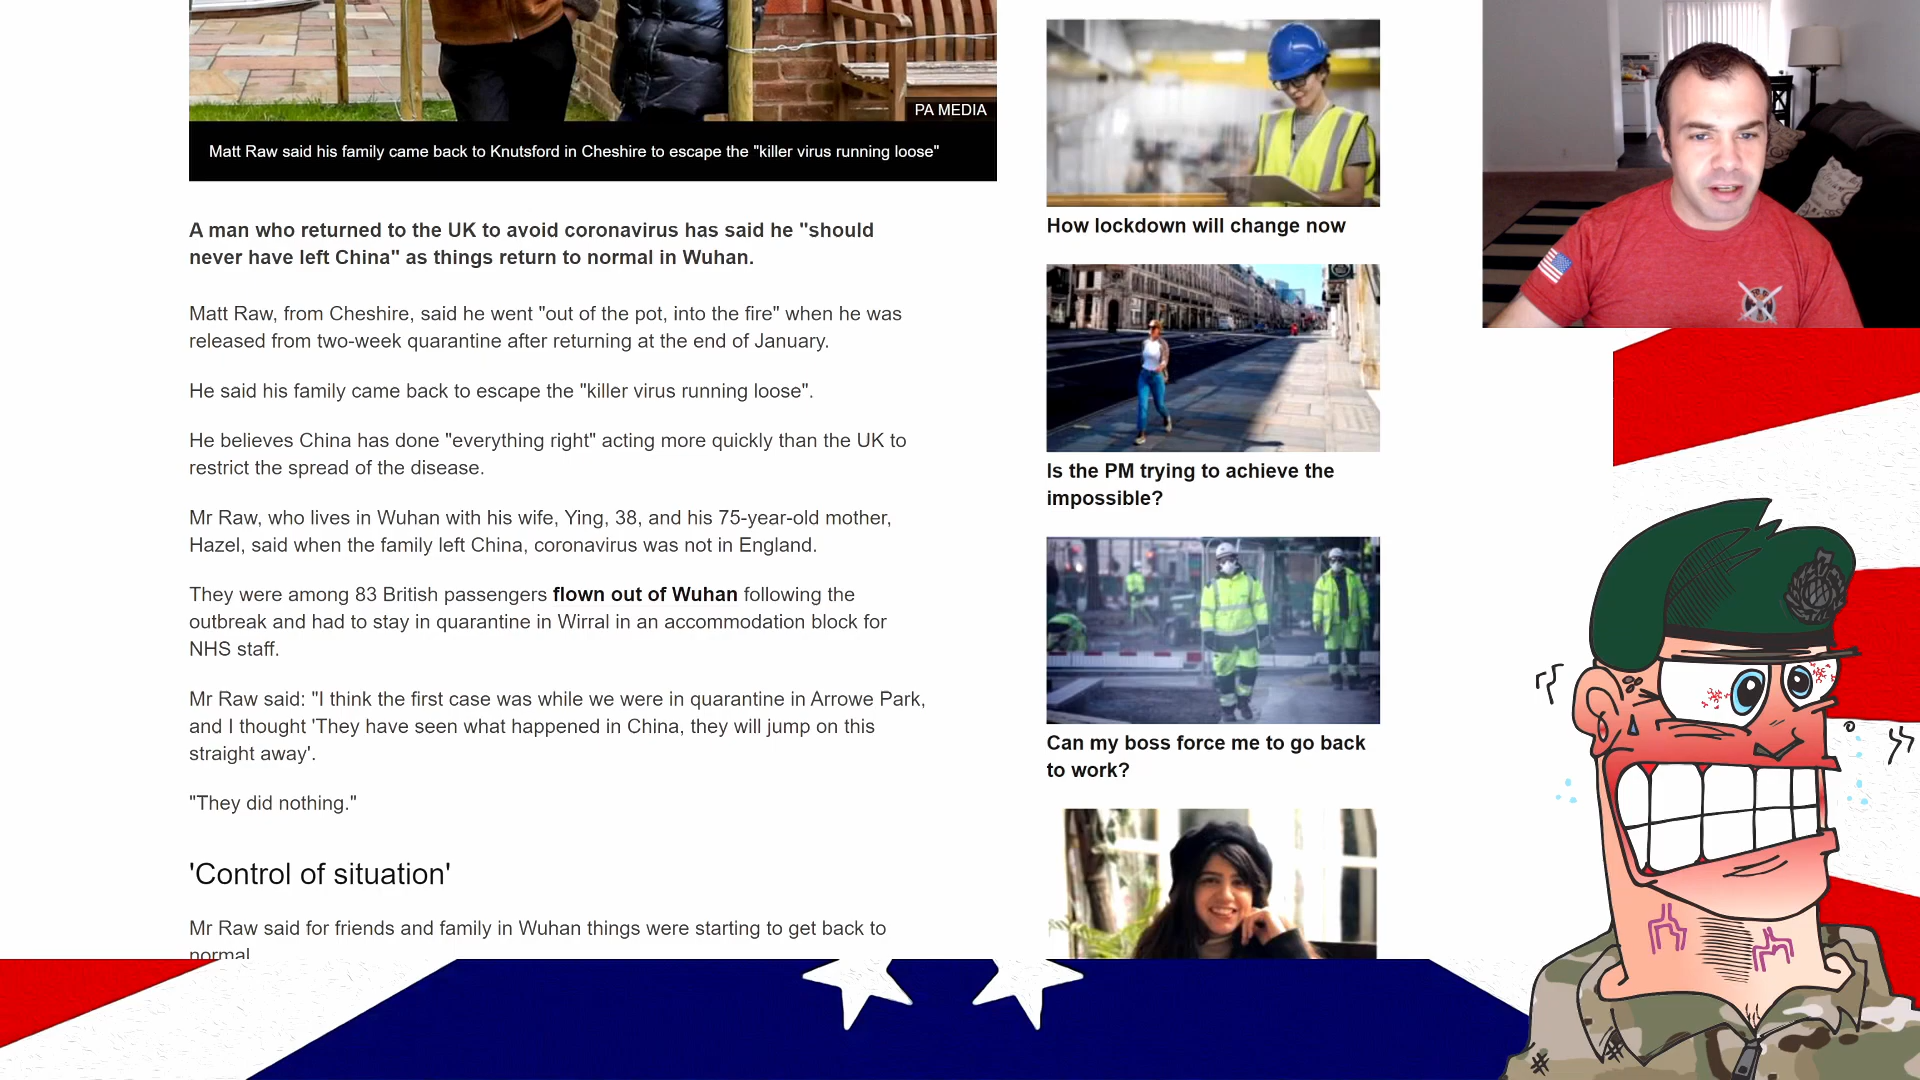 PA MEDIA
Matt Raw said his family came back to Knutsford in Cheshire to escape the "killer virus running loose"
A man who returned to the UK to avoid coronavirus has said he "should
never have left China" as things return to normal in Wuhan.
Matt Raw, from Cheshire, said he went "out of the pot, into the fire" when he was
released from two-week quarantine after returning at the end of January.
He said his family came back to escape the "killer virus running loose".
He believes China has done "everything right" acting more quickly than the UK to
restrict the spread of the disease.
Mr Raw, who lives in Wuhan with his wife, Ying, 38, and his 75-year-old mother,
Hazel, said when the family left China, coronavirus was not in England.
They were among 83 British passengers flown out of Wuhan following the
outbreak and had to stay in quarantine in Wirral in an accommodation block for
NHS staff.
Mr Raw said: "I think the first case was while we were in quarantine in Arrowe Park,
and I thought 'They have seen what happened in China, they will jump on this
straight away'.
"They did nothing."
'Control of situation'
Mr Raw said for friends and family in Wuhan things were starting to get back to
normal
How lockdown will change now
Is the PM trying to achieve the
impossible?
Can my boss force me to go back
to work?